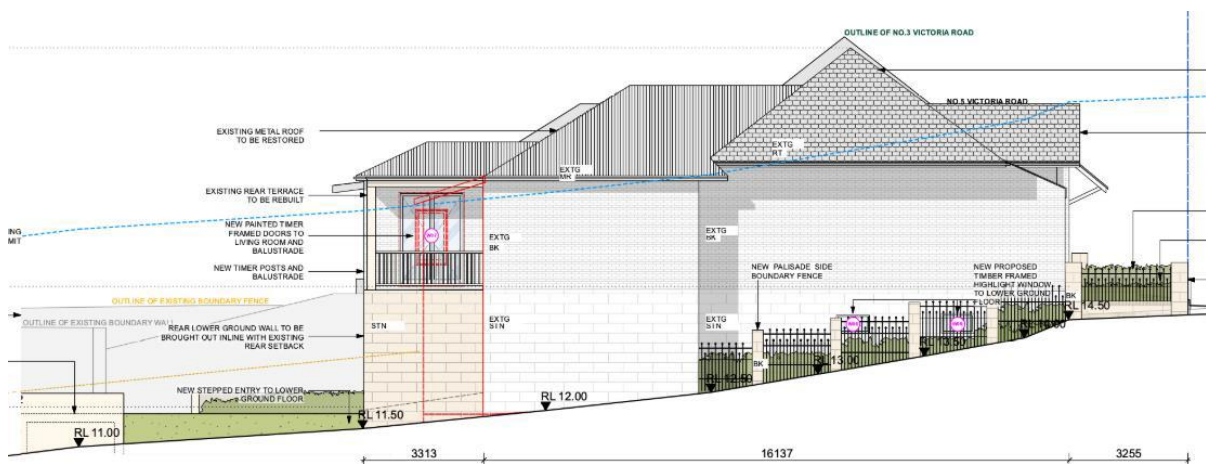 OUTLINE OF NO.3 VICTORIA ROAD
NO.5 VICTORIA ROAD
EXISTING METAL ROOF
TO BE RESTORED
EXTG
RT
EXTG
MR
EXISTING REAR TERRACE
TO BE REBUILT
ING
MIT
NEW PAINTED TIMER
FRAMED DOORS TO
LIVING ROOM AND
BALUSTRADE
EXTG
BK
EXTG
BK
NEW TIMER POSTS AND
BALUSTRADE
NEW PALISADE SIDE
BOUNDARY FENCE
NEW PROPOSED
TIMBER FRAMED
HIGHLIGHT WINDOW
TO LOWER GROUND
FLOOR
BK
OUTLINE OF EXISTING BOUNDARY FENCE
OUTLINE OF EXISTING BOUNDARY WALL
REAR LOWER GROUND WALL TO BE
BROUGHT OUT INLINE WITH EXISTING
REAR SETBACK
STN
EXTG
STN
EXTG
STN
RL 14.50
RL 13.00
BK
RL 12.50
NEW STEPPED ENTRY TO LOWER
GROUND FLOOR
RL 12.00
RL 11.50
RL 11.00
3313
16137
3255